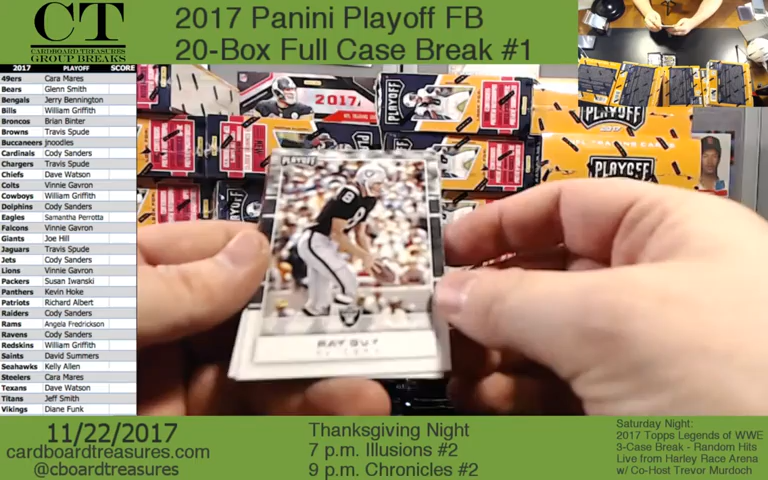 CT
CARDBOARD TREASURES
GROUP BREAKS
2017 Panini Playoff FB
20-Box Full Case Break #1
2017 PLAYOFF SCORE
49ers Cara Mares
Bears Glenn Smith
Bengals Jerry Bennington
Bills William Griffith
Broncos Brian Binter
Browns Travis Spude
Buccaneers Jnoodles
Cardinals Cody Sanders
Chargers Travis Spude
Chiefs Dave Watson
Colts Vinnie Gavron
Cowboys William Griffith
Dolphins Cody Sanders
Eagles Samantha Perrotta
Falcons Vinnie Gavron
Giants Joe Hill
Jaguars Travis Spude
Jets Cody Sanders
Lions Vinnie Gavron
Packers Susan Iwanski
Panthers Kevin Hoke
Patriots Richard Albert
Raiders Cody Sanders
Rams Angela Fredrickson
Ravens Cody Sanders
Redskins William Griffith
Saints David Summers
Seahawks Kelly Allen
Steelers Cara Mares
Texans Dave Watson
Titans Jeff Smith
Vikings Diane Funk
2017
PLAYOFF
PLAYOFF
2017
PLAYOFF
PLAYOFF
8
RAY GUY
11/22/2017
cardboardtreasures.com
@cboardtreasures
Thanksgiving Night
7 p.m. Illusions #2
9 p.m. Chronicles #2
Saturday Night:
2017 Topps Legends of WWE
3-Case Break - Random Hits
Live from Harley Race Arena
w/ Co-Host Trevor Murdoch